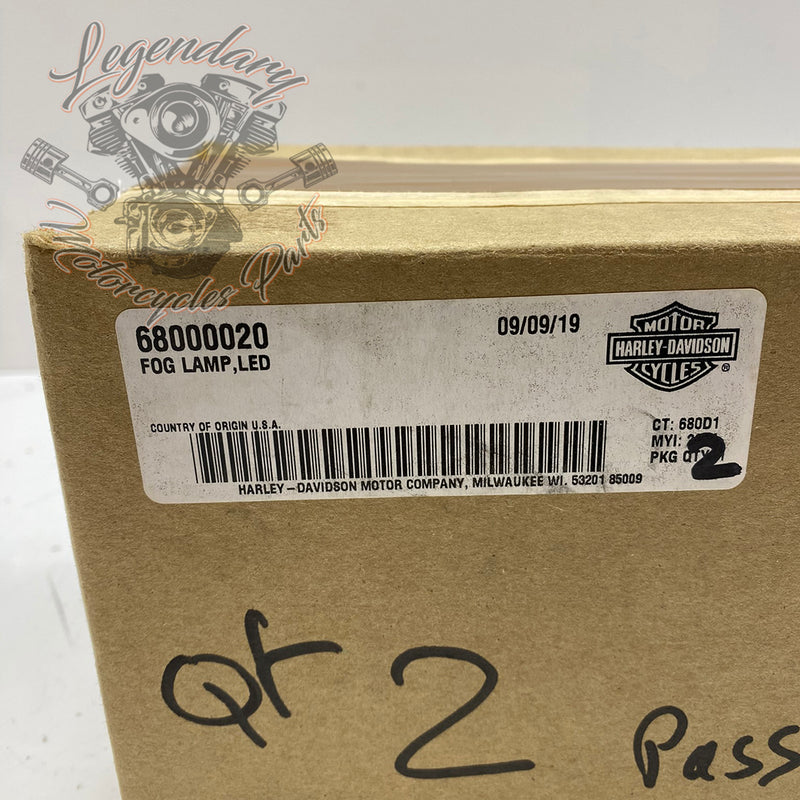 Legendary
Motorcycles Parts
68000020
09/09/19
FOG LAMP,LED
MOTOR
HARLEY-DAVIDSON
CYCLES
®
COUNTRY OF ORIGIN U.S.A.
CT: 680D1
MYI:
PKG QTY
2
HARLEY-DAVIDSON MOTOR COMPANY, MILWAUKEE WI. 53201 85009
Qt 2 Pass